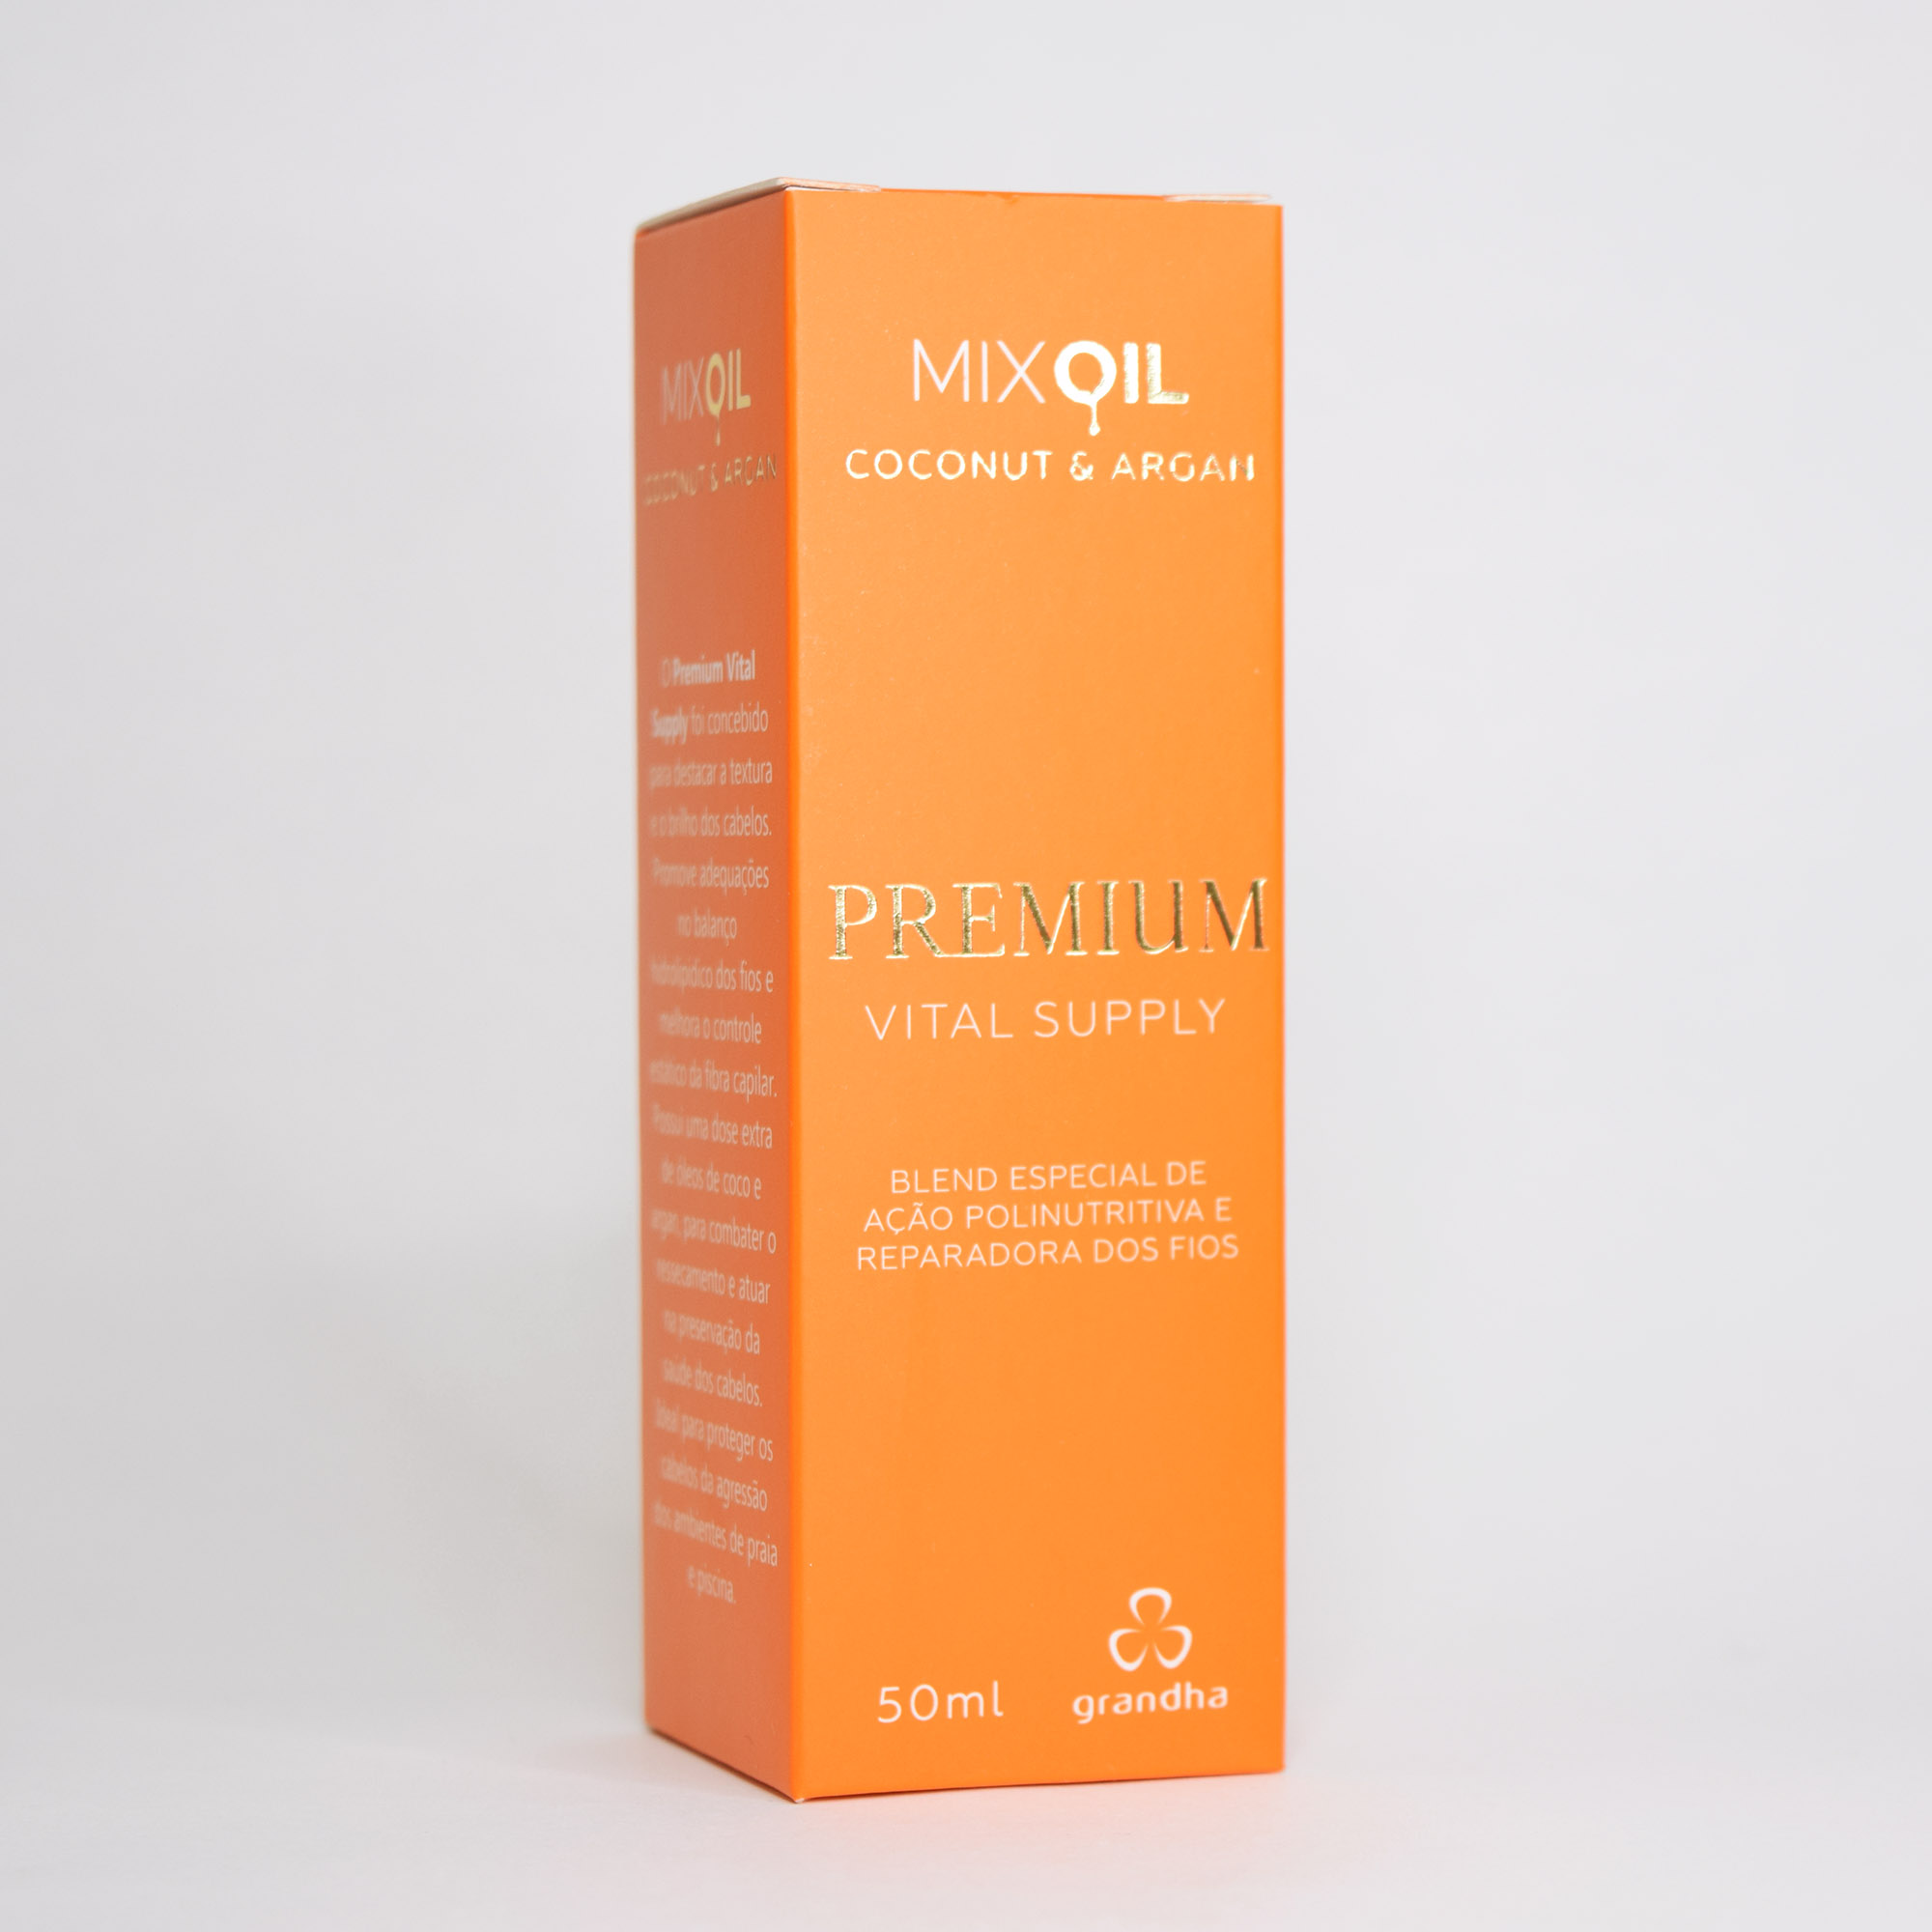 MIXOIL
COCONUT & ARGAN
O Premium Vital
Supply foi concebido
para destacar a textura
e o brilho dos cabelos.
Promove adequações
no balanço
hidrolipídico dos fios e
melhora o controle
estático da fibra capilar.
Possui uma dose extra
de óleos de coco e
argan, para combater o
ressecamento e atuar
na preservação da
saúde dos cabelos.
Ideal para proteger os
cabelos da agressão
dos ambientes de praia
e piscina.
MIXOIL
COCONUT & ARGAN
PREMIUM
VITAL SUPPLY
BLEND ESPECIAL DE
AÇÃO POLINUTRITIVA E
REPARADORA DOS FIOS
50ml
grandha